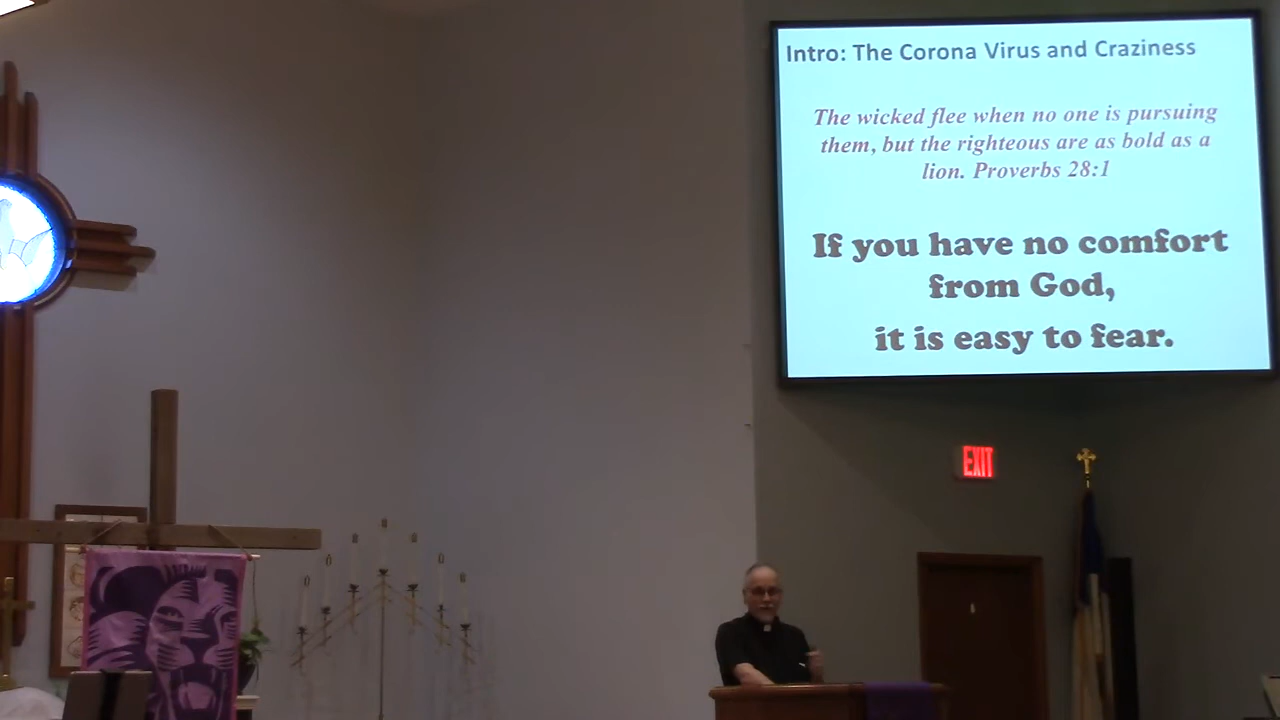 Intro: The Corona Virus and Craziness
The wicked flee when no one is pursuing
them, but the righteous are as bold as a
lion. Proverbs 28:1
If you have no comfort
from God,
it is easy to fear.
EXIT